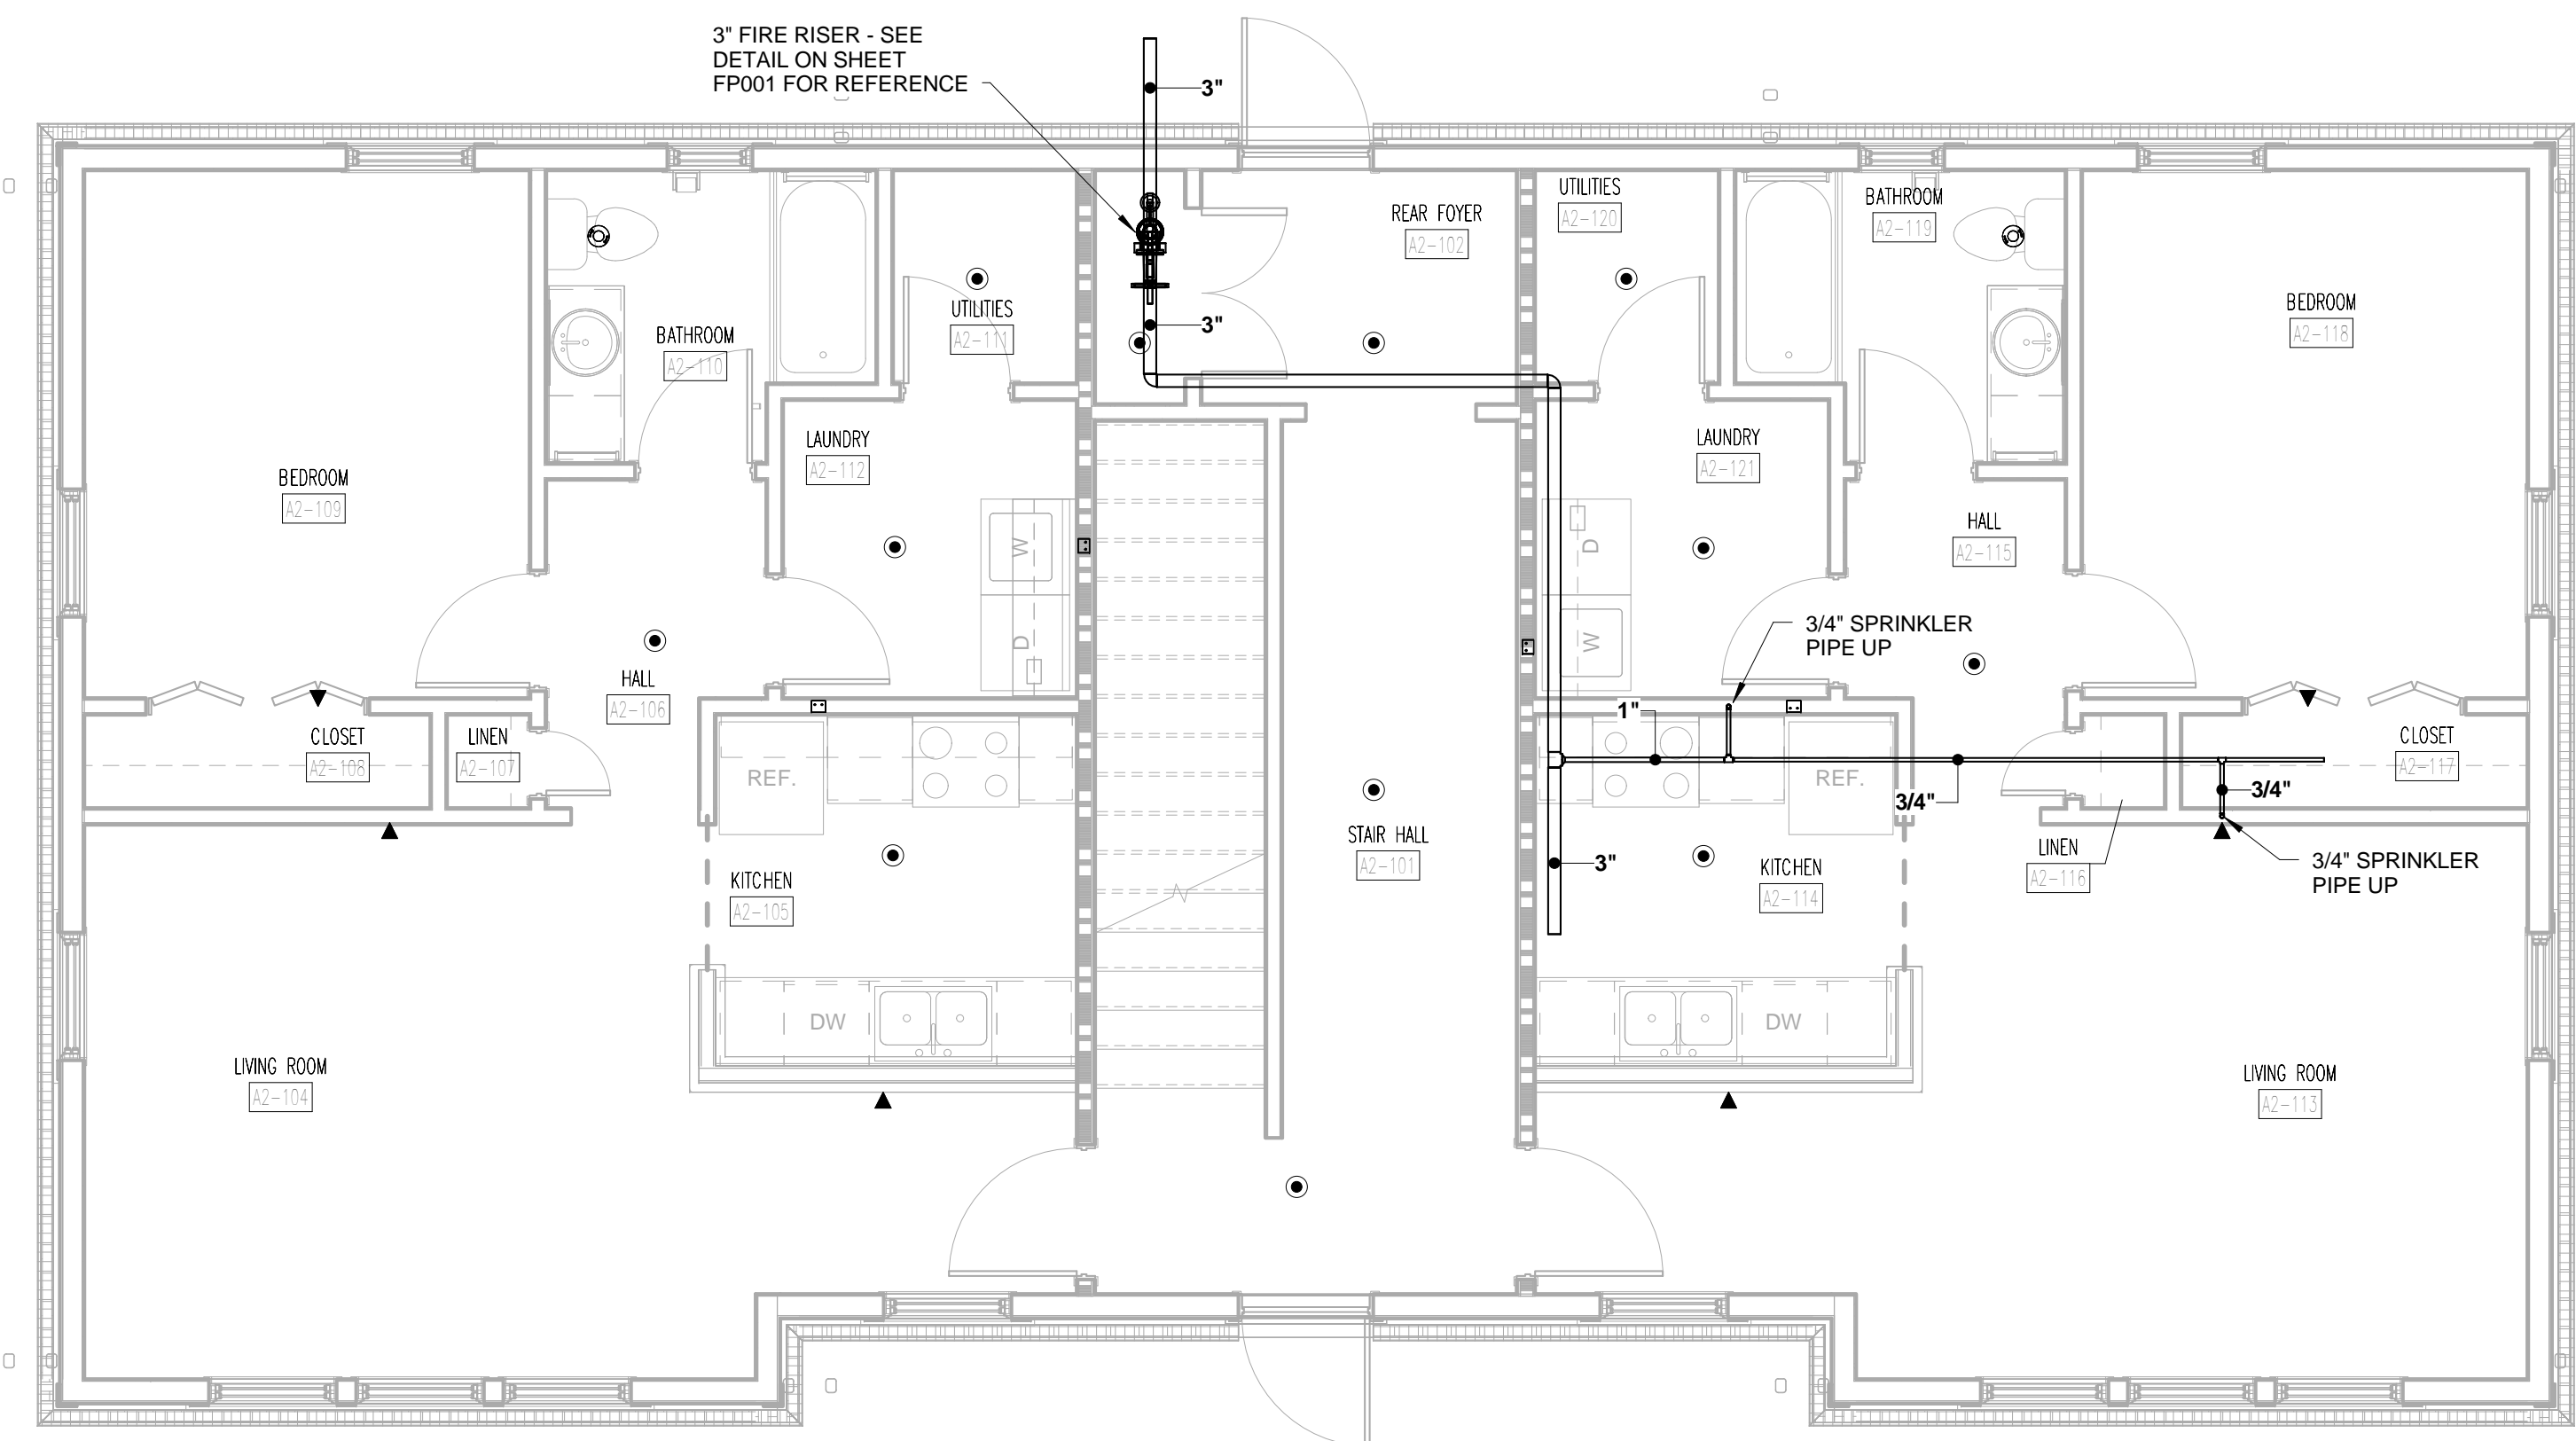 3" FIRE RISER - SEE
DETAIL ON SHEET
FP001 FOR REFERENCE
3"
3"
UTILITIES
A2-120
BATHROOM
A2-119
REAR FOYER
A2-102
UTILITIES
A2-111
BATHROOM
A2-110
BEDROOM
A2-118
LAUNDRY
A2-112
LAUNDRY
A2-121
BEDROOM
A2-109
HALL
A2-115
W
D
D
W
3/4" SPRINKLER
PIPE UP
HALL
A2-106
1"
CLOSET
A2-108
LINEN
A2-107
CLOSET
A2-117
REF.
REF.
3/4"
3/4"
STAIR HALL
A2-101
3"
LINEN
A2-116
3/4" SPRINKLER
PIPE UP
KITCHEN
A2-105
KITCHEN
A2-114
DW
DW
LIVING ROOM
A2-104
LIVING ROOM
A2-113